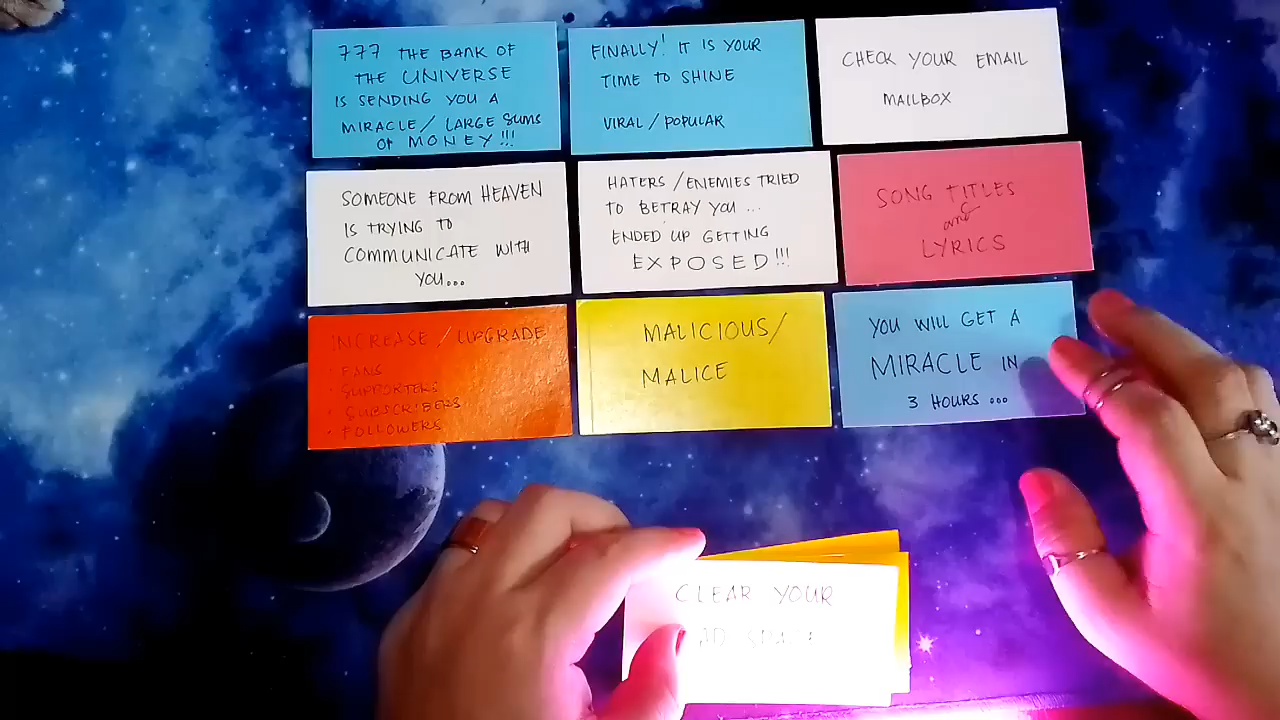 777 THE BANK OF
THE UNIVERSE
IS SENDING YOU A
MIRACLE / LARGE SUMS
OF MONEY!!!
FINALLY! IT IS YOUR
TIME TO SHINE
VIRAL / POPULAR
CHECK YOUR EMAIL
MAILBOX
SOMEONE FROM HEAVEN
IS TRYING TO
COMMUNICATE WITH
YOU...
HATERS / ENEMIES TRIED
TO BETRAY YOU ...
ENDED UP GETTING
EXPOSED!!!
SONG TITLES
and
LYRICS
INCREASE / UPGRADE
• FANS
• SUPPORTERS
• SUBSCRIBERS
• FOLLOWERS
MALICIOUS/
MALICE
YOU WILL GET A
MIRACLE IN
3 HOURS ...
CLEAR YOUR